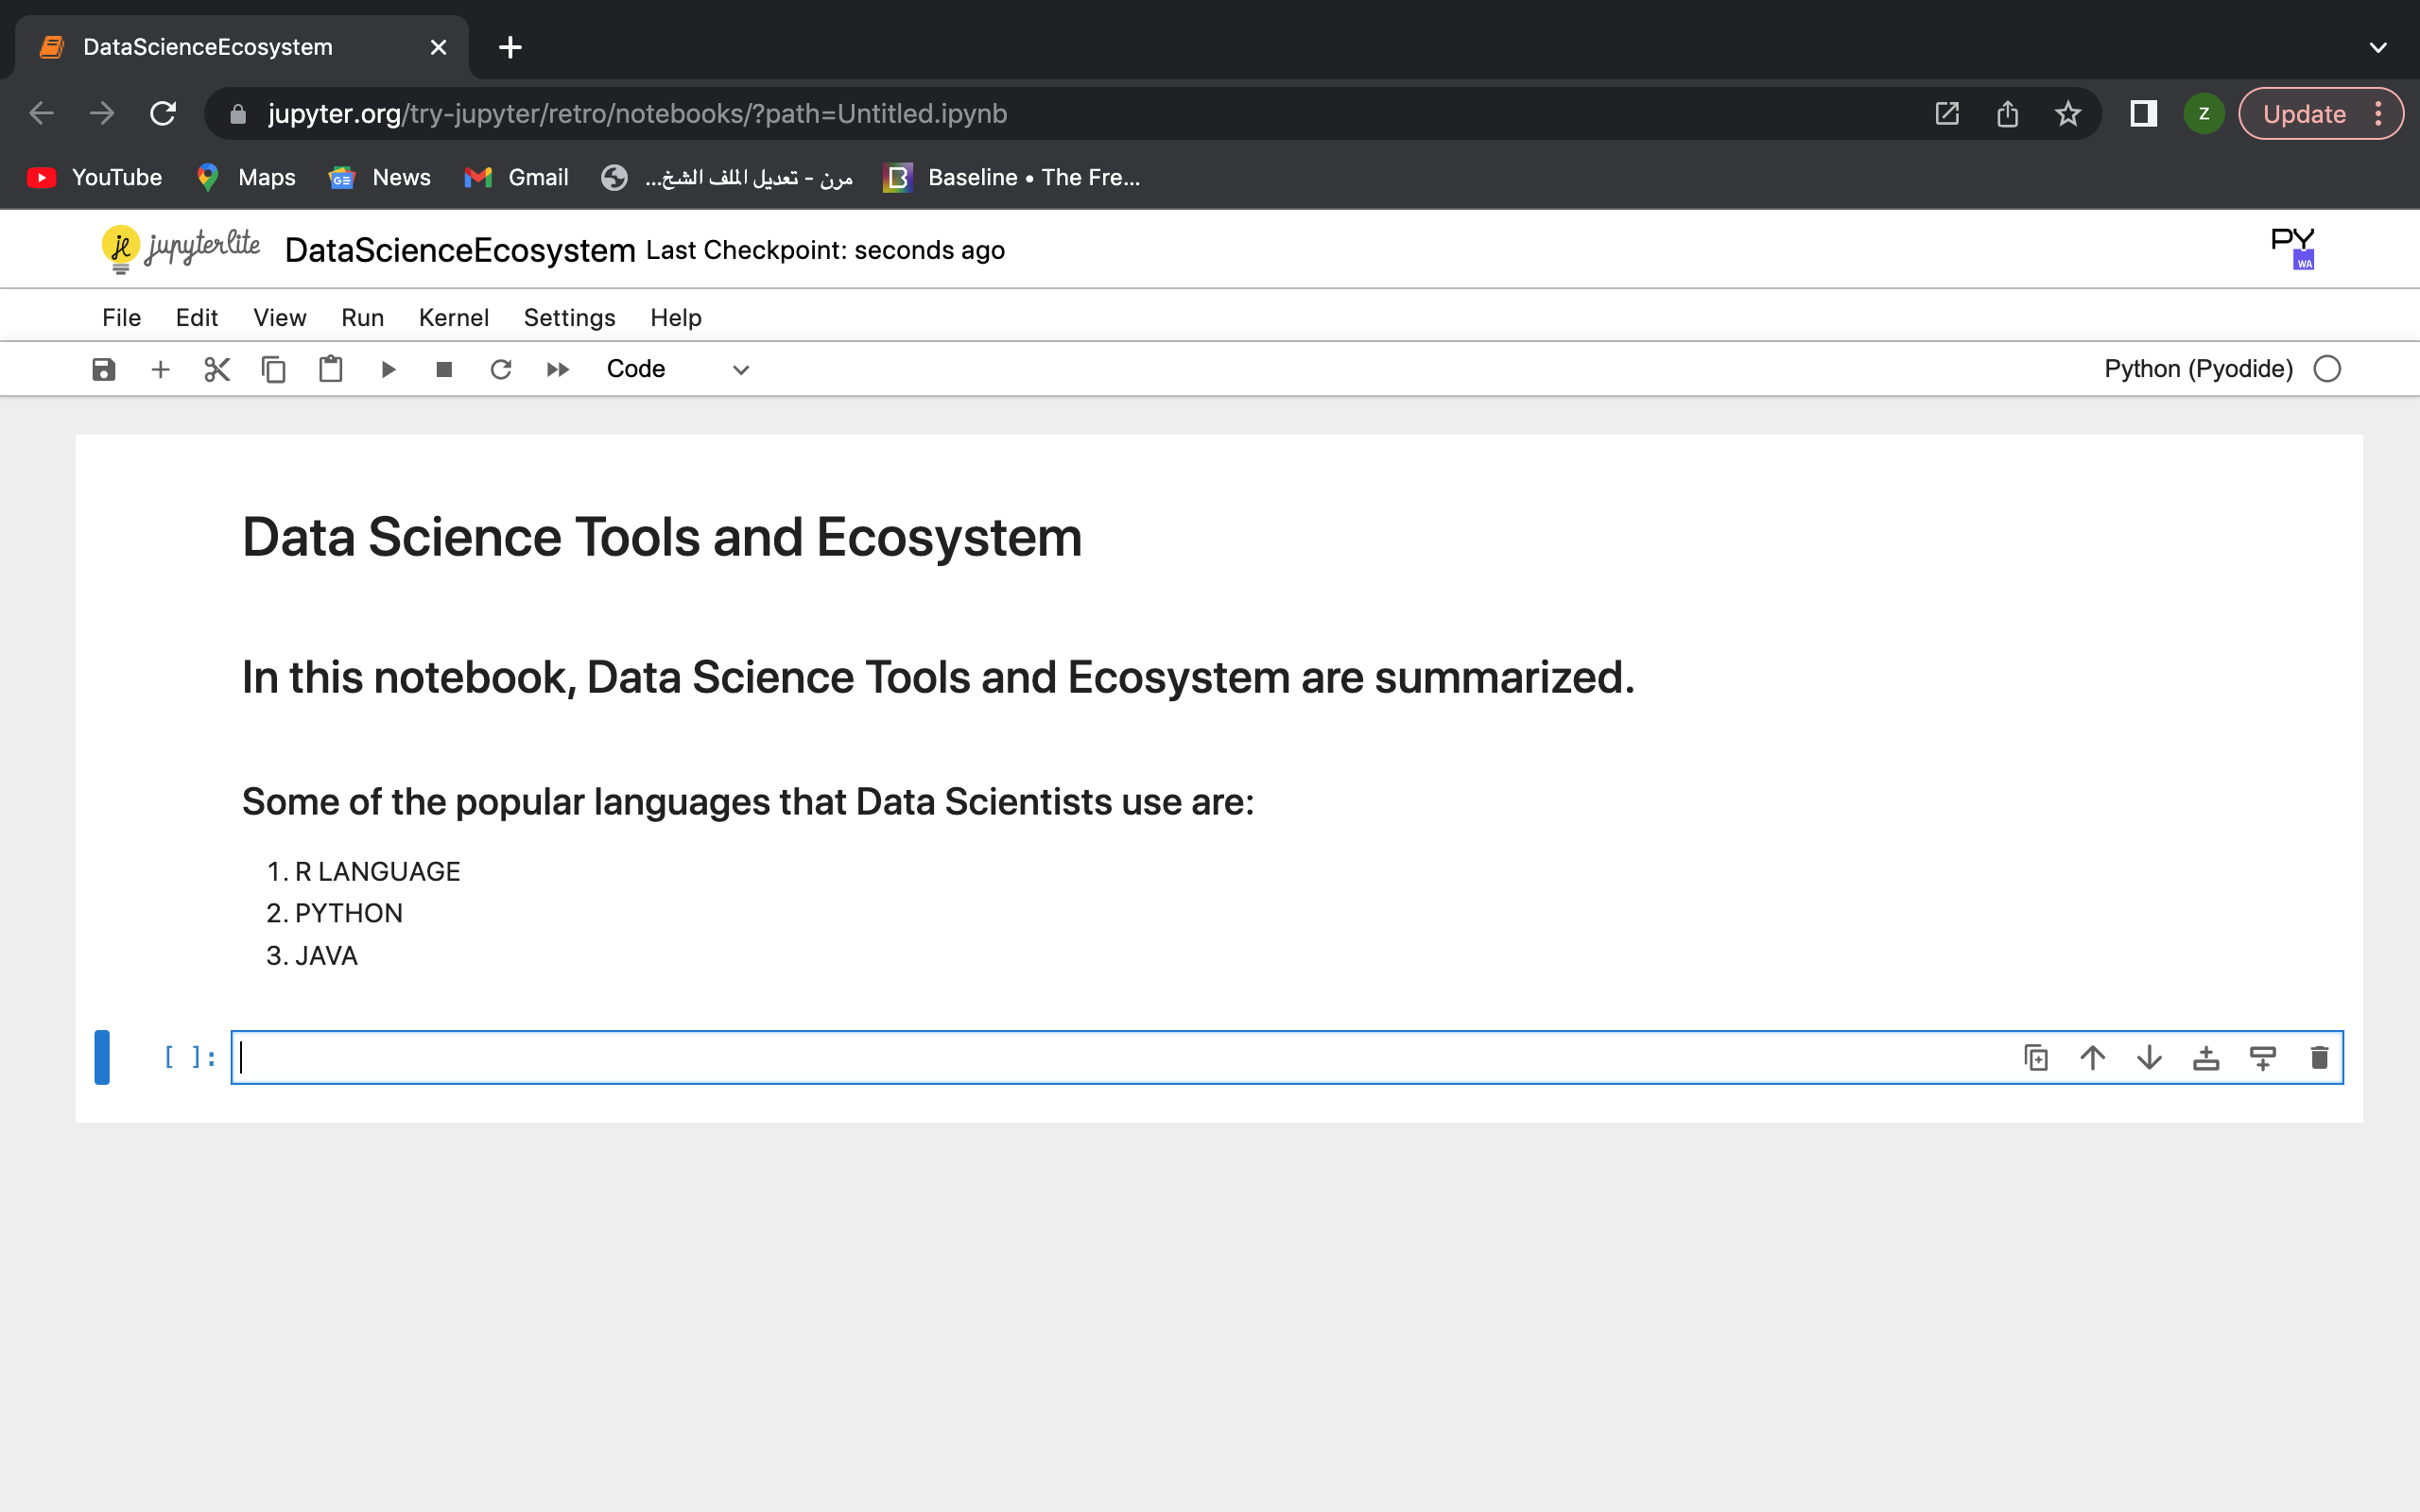 DataScienceEcosystem
jupyter.org/try-jupyter/retro/notebooks/?path=Untitled.ipynb
Z
Update
YouTube
Maps
News
Gmail
مرن - تعديل الملف الشخ...
Baseline • The Fre...
jupyterlite
DataScienceEcosystem Last Checkpoint: seconds ago
PY
WA
File Edit View Run Kernel Settings Help
Code
Python (Pyodide)
Data Science Tools and Ecosystem
In this notebook, Data Science Tools and Ecosystem are summarized.
Some of the popular languages that Data Scientists use are:
1. R LANGUAGE
2. PYTHON
3. JAVA
[ ]: